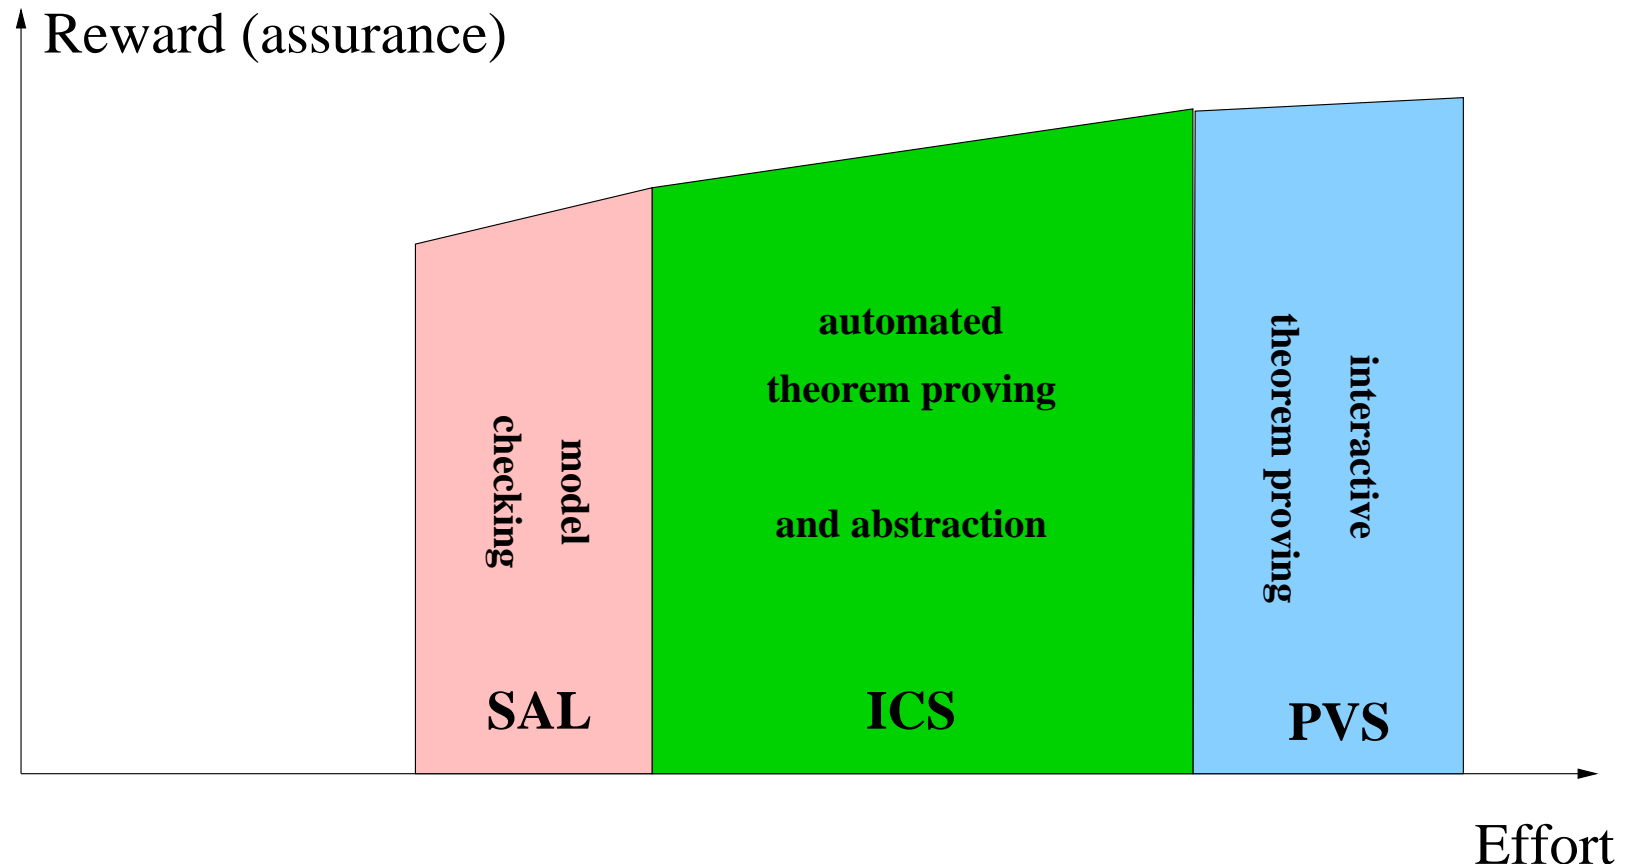 Reward (assurance)
automated
theorem proving
and abstraction
model
checking
interactive
theorem proving
SAL
ICS
PVS
Effort